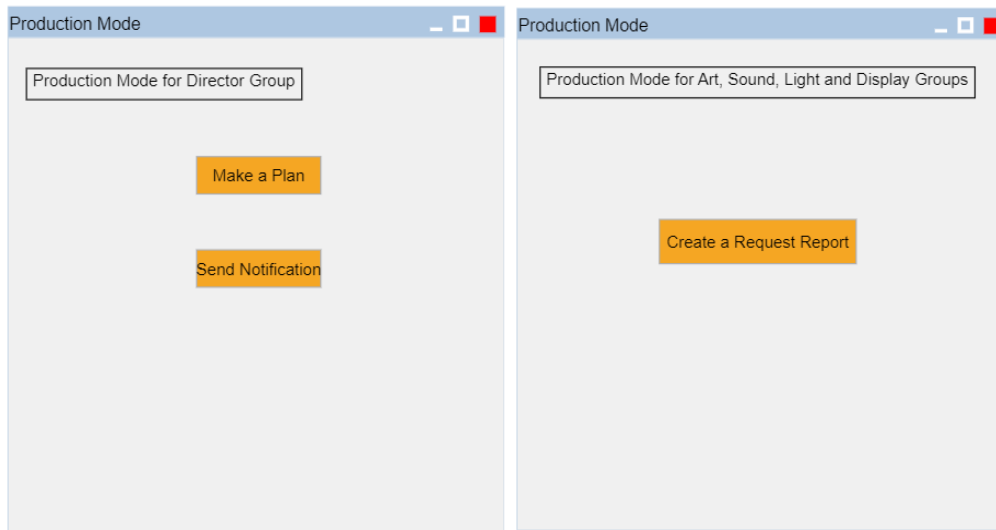 Production Mode
Production Mode for Director Group
Make a Plan
Send Notification
Production Mode
Production Mode for Art, Sound, Light and Display Groups
Create a Request Report